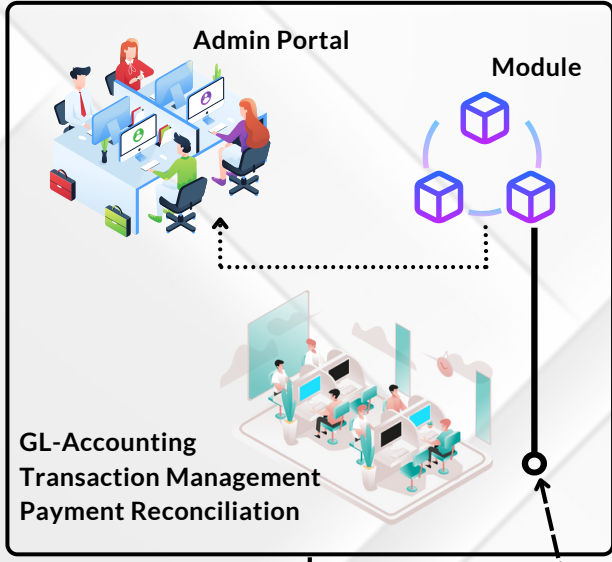 Admin Portal
Module
GL-Accounting
Transaction Management
Payment Reconciliation